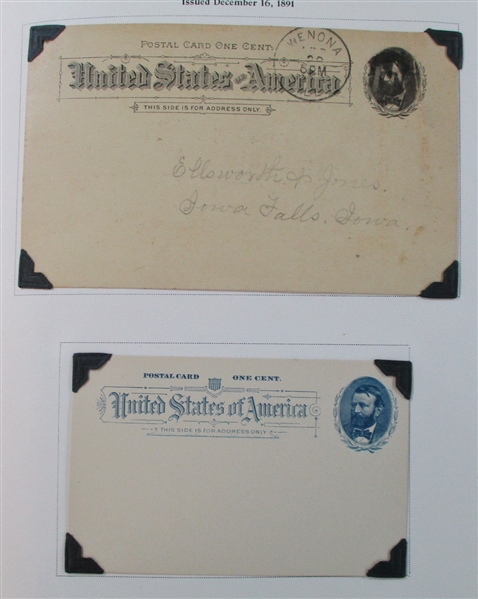 Issued December 16, 1891
POSTAL CARD ONE CENT.
United States of America
THIS SIDE IS FOR ADDRESS ONLY.
WENONA
6 PM
Ellsworth & Jones.
Iowa Falls, Iowa.
POSTAL CARD ONE CENT.
United States of America
THIS SIDE IS FOR ADDRESS ONLY.